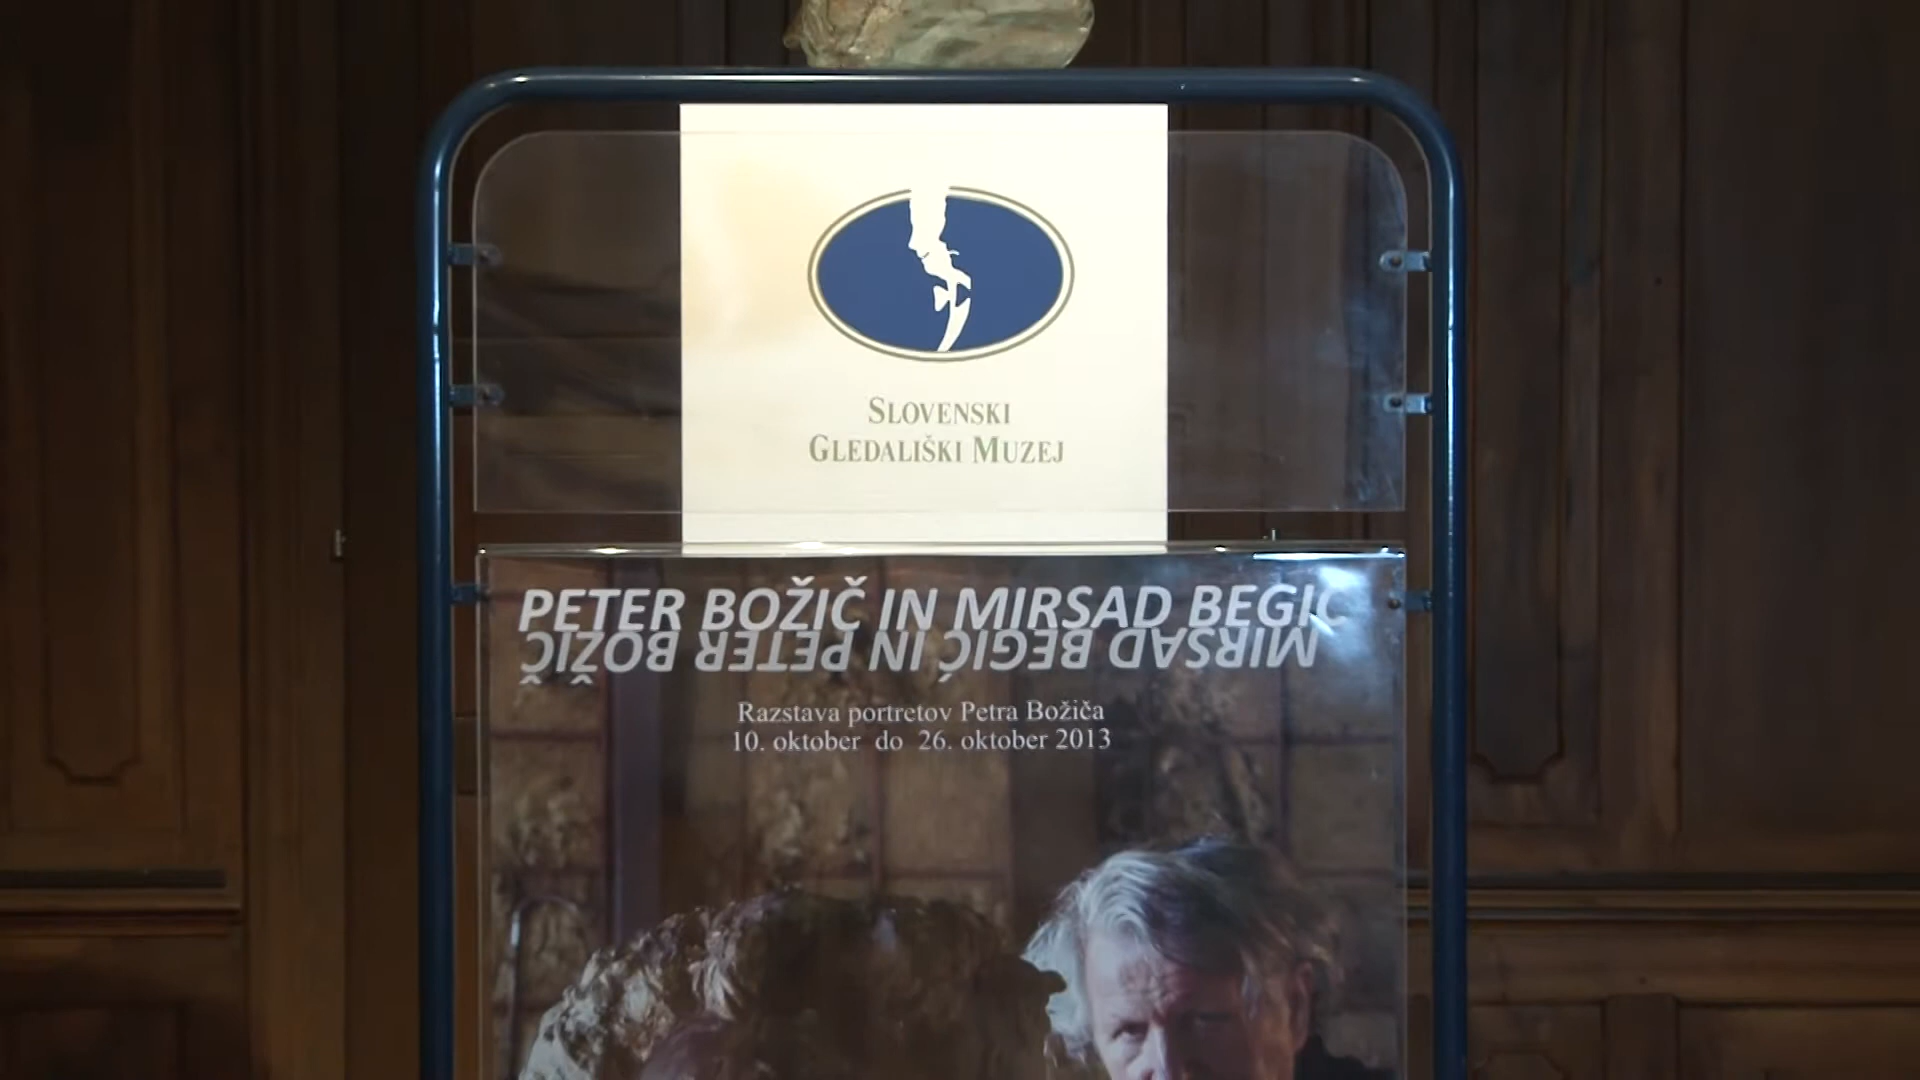 SLOVENSKI
GLEDALIŠKI MUZEJ
PETER BOŽIČ IN MIRSAD BEGIĆ
MIRSAD BEGIĆ IN PETER BOŽIČ
Razstava portretov Petra Božiča
10. oktober do 26. oktober 2013